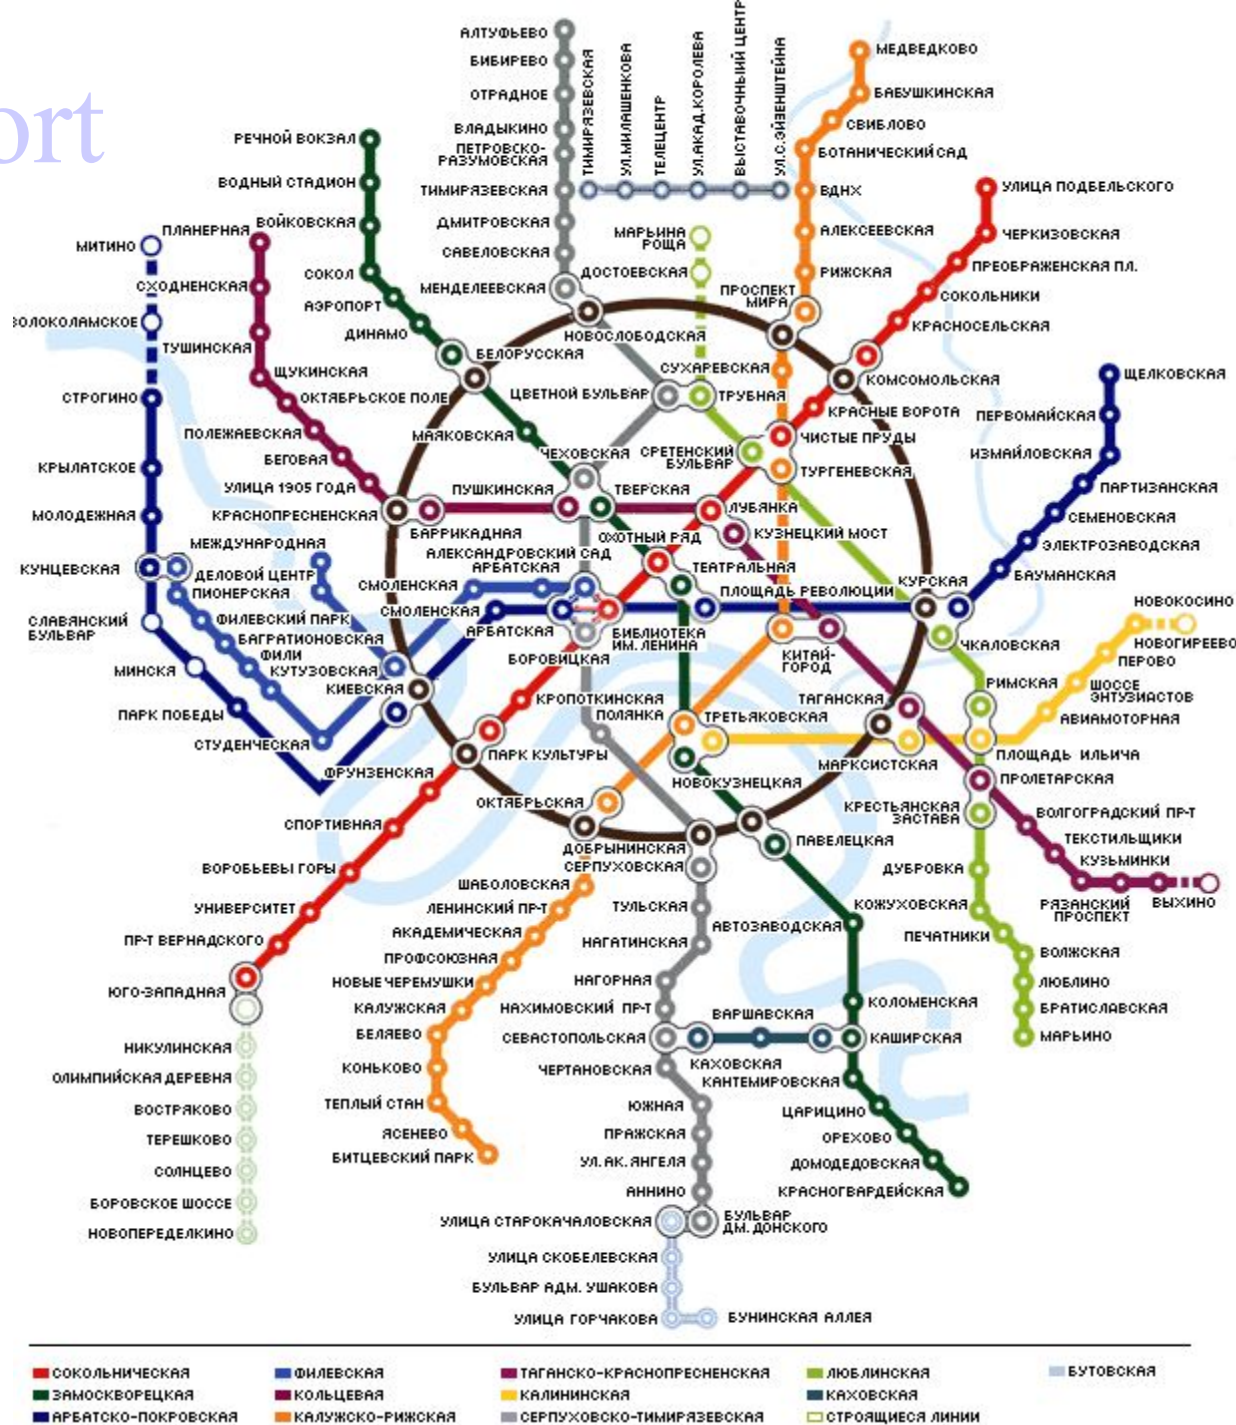 ort
АЛТУФЬЕВО
БИБИРЕВО
ОТРАДНОЕ
ВЛАДЫКИНО
ПЕТРОВСКО-
РАЗУМОВСКАЯ
ТИМИРЯЗЕВСКАЯ
ДМИТРОВСКАЯ
САВЕЛОВСКАЯ
МЕНДЕЛЕЕВСКАЯ
ТИМИРЯЗЕВСКАЯ
УЛ.МИЛАШЕНКОВА
ТЕЛЕЦЕНТР
УЛ.АКАД.КОРОЛЕВА
ВЫСТАВОЧНЫЙ ЦЕНТР
УЛ.С.ЭЙЗЕНШТЕЙНА
МЕДВЕДКОВО
БАБУШКИНСКАЯ
СВИБЛОВО
БОТАНИЧЕСКИЙ САД
ВДНХ
АЛЕКСЕЕВСКАЯ
РИЖСКАЯ
ПРОСПЕКТ
МИРА
УЛИЦА ПОДБЕЛЬСКОГО
ЧЕРКИЗОВСКАЯ
ПРЕОБРАЖЕНСКАЯ ПЛ.
СОКОЛЬНИКИ
КРАСНОСЕЛЬСКАЯ
РЕЧНОЙ ВОКЗАЛ
ВОДНЫЙ СТАДИОН
ВОЙКОВСКАЯ
СОКОЛ
АЭРОПОРТ
ДИНАМО
БЕЛОРУССКАЯ
ПЛАНЕРНАЯ
СХОДНЕНСКАЯ
ТУШИНСКАЯ
ЩУКИНСКАЯ
ОКТЯБРЬСКОЕ ПОЛЕ
ПОЛЕЖАЕВСКАЯ
БЕГОВАЯ
УЛИЦА 1905 ГОДА
КРАСНОПРЕСНЕНСКАЯ
БАРРИКАДНАЯ
МИТИНО
ВОЛОКОЛАМСКОЕ
СТРОГИНО
КРЫЛАТСКОЕ
МОЛОДЕЖНАЯ
КУНЦЕВСКАЯ
СЛАВЯНСКИЙ
БУЛЬВАР
МИНСКЯ
ПАРК ПОБЕДЫ
МАРЬИНА
РОЩА
ДОСТОЕВСКАЯ
НОВОСЛОБОДСКАЯ
СУХАРЕВСКАЯ
ЦВЕТНОЙ БУЛЬВАР
ТРУБНАЯ
КОМСОМОЛЬСКАЯ
КРАСНЫЕ ВОРОТА
ЧИСТЫЕ ПРУДЫ
ТУРГЕНЕВСКАЯ
СРЕТЕНСКИЙ
БУЛЬВАР
МАЯКОВСКАЯ
ЧЕХОВСКАЯ
ПУШКИНСКАЯ
ТВЕРСКАЯ
ЛУБЯНКА
КУЗНЕЦКИЙ МОСТ
ОХОТНЫЙ РЯД
ТЕАТРАЛЬНАЯ
ПЛОЩАДЬ РЕВОЛЮЦИИ
КУРСКАЯ
ЧКАЛОВСКАЯ
ЩЕЛКОВСКАЯ
ПЕРВОМАЙСКАЯ
ИЗМАЙЛОВСКАЯ
ПАРТИЗАНСКАЯ
СЕМЕНОВСКАЯ
ЭЛЕКТРОЗАВОДСКАЯ
БАУМАНСКАЯ
НОВОКОСИНО
НОВОГИРЕЕВО
ПЕРОВО
ШОССЕ
ЭНТУЗИАСТОВ
АВИАМОТОРНАЯ
РИМСКАЯ
ПЛОЩАДЬ ИЛЬИЧА
МЕЖДУНАРОДНАЯ
ДЕЛОВОЙ ЦЕНТР
ПИОНЕРСКАЯ
ФИЛЕВСКИЙ ПАРК
БАГРАТИОНОВСКАЯ
ФИЛИ
КУТУЗОВСКАЯ
КИЕВСКАЯ
СТУДЕНЧЕСКАЯ
АЛЕКСАНДРОВСКИЙ САД
АРБАТСКАЯ
СМОЛЕНСКАЯ
СМОЛЕНСКАЯ
АРБАТСКАЯ
БОРОВИЦКАЯ
БИБЛИОТЕКА
ИМ. ЛЕНИНА
КИТАЙ-
ГОРОД
ТАГАНСКАЯ
МАРКСИСТСКАЯ
КРОПОТКИНСКАЯ
ПОЛЯНКА
ТРЕТЬЯКОВСКАЯ
НОВОКУЗНЕЦКАЯ
ПАРК КУЛЬТУРЫ
ФРУНЗЕНСКАЯ
СПОРТИВНАЯ
ВОРОБЬЕВЫ ГОРЫ
УНИВЕРСИТЕТ
ПР-Т ВЕРНАДСКОГО
ЮГО-ЗАПАДНАЯ
НИКУЛИНСКАЯ
ОЛИМПИЙСКАЯ ДЕРЕВНЯ
ВОСТРЯКОВО
ТЕРЕШКОВО
СОЛНЦЕВО
БОРОВСКОЕ ШОССЕ
НОВОПЕРЕДЕЛКИНО
ОКТЯБРЬСКАЯ
ДОБРЫНИНСКАЯ
СЕРПУХОВСКАЯ
ПАВЕЛЕЦКАЯ
ШАБОЛОВСКАЯ
ЛЕНИНСКИЙ ПР-Т
АКАДЕМИЧЕСКАЯ
ПРОФСОЮЗНАЯ
НОВЫЕ ЧЕРЕМУШКИ
КАЛУЖСКАЯ
БЕЛЯЕВО
КОНЬКОВО
ТЕПЛЫЙ СТАН
ЯСЕНЕВО
БИТЦЕВСКИЙ ПАРК
ТУЛЬСКАЯ
НАГАТИНСКАЯ
НАГОРНАЯ
НАХИМОВСКИЙ ПР-Т
СЕВАСТОПОЛЬСКАЯ
ЧЕРТАНОВСКАЯ
ЮЖНАЯ
ПРАЖСКАЯ
УЛ. АК. ЯНГЕЛЯ
АННИНО
УЛИЦА СТАРОКАЧАЛОВСКАЯ
БУЛЬВАР
ДМ. ДОНСКОГО
УЛИЦА СКОБЕЛЕВСКАЯ
БУЛЬВАР АДМ. УШАКОВА
УЛИЦА ГОРЧАКОВА
БУНИНСКАЯ АЛЛЕЯ
ВАРШАВСКАЯ
КАХОВСКАЯ
АВТОЗАВОДСКАЯ
КОЛОМЕНСКАЯ
КАШИРСКАЯ
КАНТЕМИРОВСКАЯ
ЦАРИЦИНО
ОРЕХОВО
ДОМОДЕДОВСКАЯ
КРАСНОГВАРДЕЙСКАЯ
ПРОЛЕТАРСКАЯ
КРЕСТЬЯНСКАЯ
ЗАСТАВА
ВОЛГОГРАДСКИЙ ПР-Т
ТЕКСТИЛЬЩИКИ
КУЗЬМИНКИ
РЯЗАНСКИЙ
ПРОСПЕКТ
ВЫХИНО
ДУБРОВКА
КОЖУХОВСКАЯ
ПЕЧАТНИКИ
ВОЛЖСКАЯ
ЛЮБЛИНО
БРАТИСЛАВСКАЯ
МАРЬИНО
СОКОЛЬНИЧЕСКАЯ
ФИЛЕВСКАЯ
ТАГАНСКО-КРАСНОПРЕСНЕНСКАЯ
ЛЮБЛИНСКАЯ
БУТОВСКАЯ
ЗАМОСКВОРЕЦКАЯ
КОЛЬЦЕВАЯ
КАЛИНИНСКАЯ
КАХОВСКАЯ
АРБАТСКО-ПОКРОВСКАЯ
КАЛУЖСКО-РИЖСКАЯ
СЕРПУХОВСКО-ТИМИРЯЗЕВСКАЯ
СТРОЯЩИЕСЯ ЛИНИИ